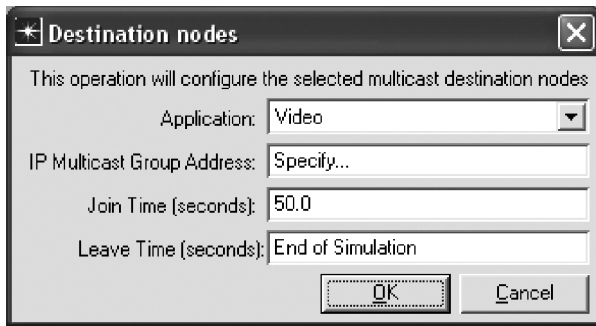 Destination nodes
This operation will configure the selected multicast destination nodes
Application: Video
IP Multicast Group Address: Specify...
Join Time (seconds): 50.0
Leave Time (seconds): End of Simulation
OK Cancel